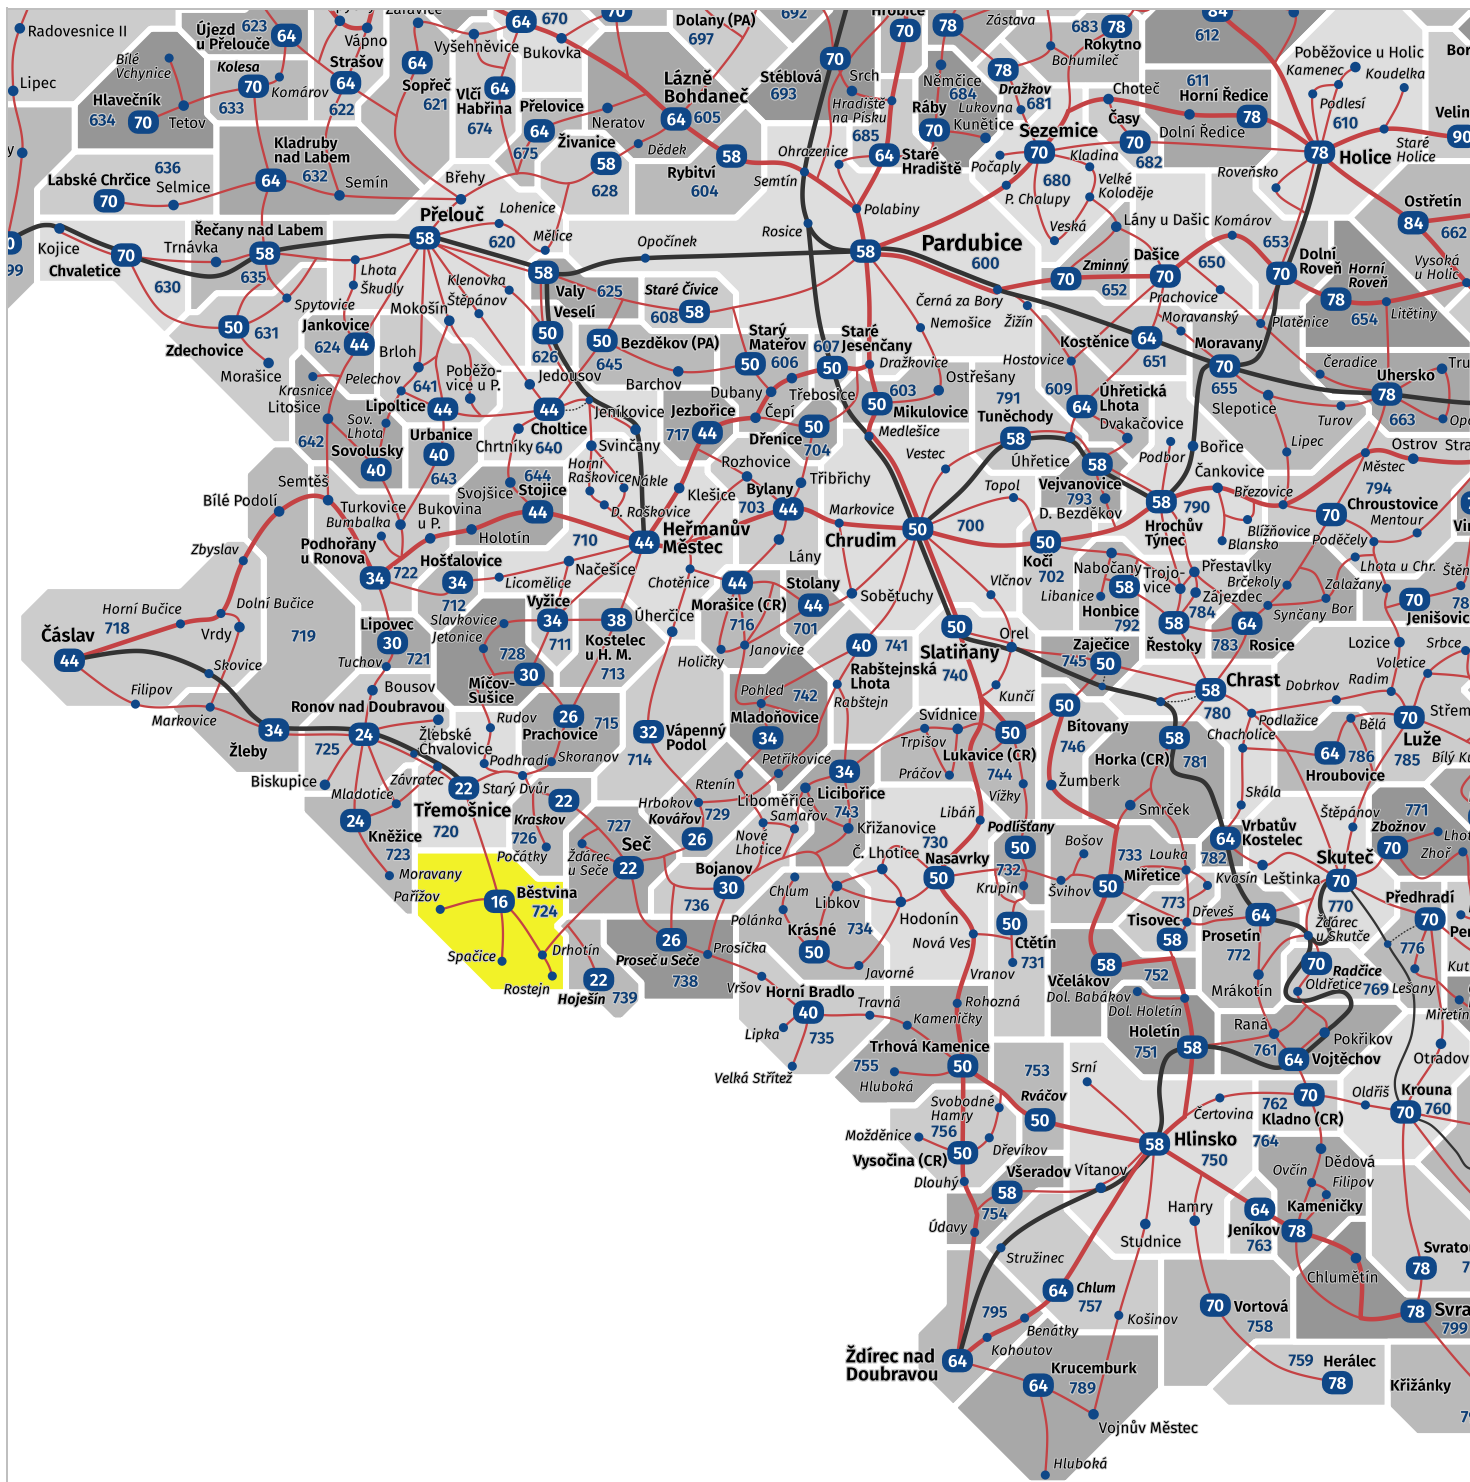 Radovesnice II
Lipec
Bílé
Vchynice
Hlavečník
634
70
Tetov
Újezd
u Přelouče
623
64
Kolesa
70
633
Komárov
Vápno
Strašov
64
622
Sopřeč
64
621
Vyšehněvice
Vlčí
Habřina
64
674
64
670
Bukovka
70
Dolany (PA)
697
692
Přelovice
64
675
Neratov
Živanice
58
628
Dědek
Lázně
Bohdaneč
64
605
Rybitví
58
604
Stéblová
70
693
Srch
Hradiště
na Písku
685
Ohrazenice
64
Staré
Hradiště
Semtín
Polabiny
Rosice
70
78
Zástava
683
78
Rokytno
Bohumileč
78
Dražkov
681
Němčice
684
Ráby
70
Lukovna
Kunětice
Sezemice
70
Počaply
680
Kladina
Velké
Koloděje
P. Chalupy
Veská
Choteč
Časy
70
682
84
612
611
Horní Ředice
78
Dolní Ředice
Poběžovice u Holic
Kamenec
Koudelka
Podlesí
610
78
Holice
Staré
Holice
90
Roveňsko
Ostřetín
84
662
Vysoká
u Holic
Kladruby
nad Labem
64
632
Semín
636
Labské Chrčice
70
Selmice
Břehy
Přelouč
58
Lohenice
620
Mělice
Opočínek
58
Pardubice
600
Kojice
Chvaletice
70
630
Trnávka
Řečany nad Labem
58
635
Lhota
Škudly
Spytovice
50
631
Zdechovice
Morašice
Jankovice
624
44
Krasnice
Litošice
Pelechov
Brloh
Mokošín
Klenovka
Štěpánov
Poběžo-
vice u P.
641
Lipoltice
44
Sov.
Lhota
642
Sovolusky
40
Urbanice
40
643
58
Valy
Veselí
625
50
626
Jedousov
Staré Čívice
608
58
50
Bezděkov (PA)
645
Barchov
Starý
Mateřov
50
606
607
Staré
Jesenčany
50
Dražkovice
603
50
Mikulovice
Medlešice
Dubany
Čepí
Třebosice
Dřenice
50
704
Jezbořice
717
44
44
Choltice
640
Chrtníky
Jeníkovice
Svinčany
Horní
Raškovice
Nákle
D. Raškovice
644
Stojice
44
Svojšice
Bukovina
u P.
Holotín
Černá za Bory
Nemošice
Žižín
Ostřešany
791
Tuněchody
58
Vestec
Úhřetice
Lány u Dašic
Komárov
Zminný
70
652
Dašice
70
650
Prachovice
Moravanský
Platěnice
653
Dolní
Roveň
70
Horní
Roveň
78
654
Litětiny
Kostěnice
64
651
Moravany
70
655
Hostovice
609
Úhřetická
Lhota
64
Dvakačovice
Podbor
Slepotice
Čeradice
Uhersko
78
663
Turov
Lipec
Bořice
Čankovice
Březovice
Ostrov
Městec
794
Chroustovice
70
Mentour
Poděčely
Lhota u Chr.
58
Vejvanovice
793
D. Bezděkov
58
790
Hrochův
Týnec
Blížňovice
Blansko
Topol
Semtěš
Bílé Podolí
Zbyslav
Turkovice
Bumbalka
Podhořany
u Ronova
34
722
Hošťalovice
34
712
Licoměřice
710
44
Heřmanův
Městec
Klešice
Rozhovice
Bylany
703
44
Třibřichy
Markovice
Chrudim
50
700
Lány
Stolany
44
701
Sobětuchy
Načešice
Chotěnice
44
Morašice (CR)
716
Holičky
Janovice
Vyžice
34
711
38
Kostelec
u H. M.
713
Úherčice
Slavkovice
Jetonice
728
30
Míčov-
Sušice
26
715
Prachovice
Rudov
Skoranov
Podhradí
32
Vápenný
Podol
714
Pohled
742
Mladoňovice
34
Petříkovice
40
741
Rabštejnská
Lhota
Rabštejn
50
Slatiňany
740
Orel
Vlčnov
Kočí
50
702
Nabočany
Libanice
58
Honbice
792
Trojo-
vice
Přestavlky
Brčekoly
Zájezdec
784
58
Řestoky
64
783
Rosice
Synčany
Bor
Zalažany
70
Jenišovice
Zaječice
745
50
Kunčí
Svídnice
Trpišov
Práčov
50
Lukavice (CR)
744
Vížky
50
Bítovany
746
Žumberk
58
Chrast
780
58
Horka (CR)
781
Smrček
Podlažice
Chacholice
Dobrkov
Radim
Lozice
Voletice
Srbce
Bělá
64
786
Hroubovice
70
Luže
785
Skála
Štěpánov
771
Zbožnov
70
Zhoř
Horní Bučice
718
Dolní Bučice
Vrdy
719
Čáslav
44
Skovice
Filipov
Markovice
34
Žleby
Biskupice
Lipovec
30
721
Tuchov
Bousov
Ronov nad Doubravou
24
725
Žlebské
Chvalovice
Závratec
Mladotice
24
Kněžice
723
Moravany
22
Třemošnice
720
Starý Dvůr
22
Kraskov
726
Počátky
727
Seč
22
Žďárec
u Seče
Hrbokov
Kovářov
26
729
Rtenín
Nové
Lhotice
Liboměřice
Samařov
34
Licibořice
743
Křižanovice
Bojanov
30
736
26
Proseč u Seče
738
Prosíčka
Polánka
Chlum
Libkov
Krásné
50
734
Javorné
Č. Lhotice
730
Nasavrky
50
Libáň
Hodonín
Nová Ves
Podlíšťany
50
732
Krupín
50
Ctětín
731
Vranov
Bošov
Švihov
733
Louka
Miřetice
50
773
Tisovec
58
Kvasín
Dřeveš
Vrbatův
Kostelec
64
782
Leštinka
Skuteč
70
770
64
Prosetín
772
Mrákotín
Žďárec
u Skutče
70
Radčice
769
Oldřetice
Předhradí
70
776
Lešany
Otradov
Pařížov
16
Běstvina
724
Spačice
Drhotín
Rostejn
22
Hoješín
739
Vršov
Horní Bradlo
40
735
Lipka
Velká Střítež
Travná
Kameničky
Rohozná
Trhová Kamenice
50
755
Hluboká
Včelákov
58
752
Dol. Babákov
Dol. Holetín
Holetín
58
751
Raná
761
64
Vojtěchov
Pokřikov
753
Rváčov
50
Srní
Svobodné
Hamry
756
Možděnice
Vysočina (CR)
50
Dřevíkov
Dlouhý
Všeradov
58
754
Údavy
Vítanov
58
Hlinsko
750
764
Čertovina
762
70
Kladno (CR)
Oldřiš
Krouna
70
760
Dědová
Ovčín
Filipov
Kameničky
78
Hamry
64
Jeníkov
763
Studnice
Stružinec
64
Chlum
757
795
Benátky
Kohoutov
Košinov
Ždírec nad
Doubravou
64
Krucemburk
64
789
Vojnův Městec
Hluboká
70
Vortová
758
Chlumětín
78
799
759
Herálec
78
Křižánky
78